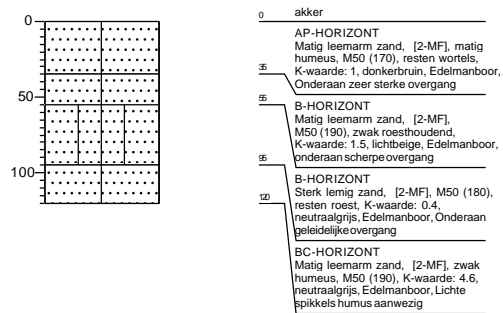 0
50
100
0 akker
AP-HORIZONT
Matig leemarm zand, [2-MF], matig
humeus, M50 (170), resten wortels,
K-waarde: 1, donkerbruin, Edelmanboor,
Onderaan zeer sterke overgang
35
B-HORIZONT
Matig leemarm zand, [2-MF],
M50 (190), zwak roesthoudend,
K-waarde: 1.5, lichtbeige, Edelmanboor,
onderaan scherpe overgang
55
B-HORIZONT
Sterk lemig zand, [2-MF], M50 (180),
resten roest, K-waarde: 0.4,
neutraalgrijs, Edelmanboor, Onderaan
geleidelijke overgang
95
BC-HORIZONT
Matig leemarm zand, [2-MF], zwak
humeus, M50 (190), K-waarde: 4.6,
neutraalgrijs, Edelmanboor, Lichte
spikkels humus aanwezig
120